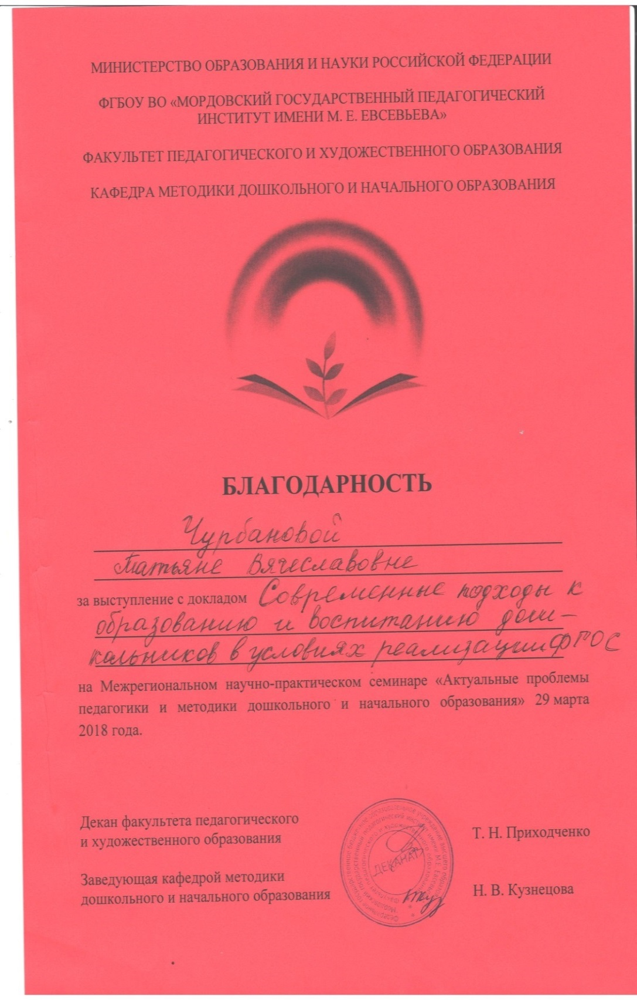 МИНИСТЕРСТВО ОБРАЗОВАНИЯ И НАУКИ РОССИЙСКОЙ ФЕДЕРАЦИИ
ФГБОУ ВО «МОРДОВСКИЙ ГОСУДАРСТВЕННЫЙ ПЕДАГОГИЧЕСКИЙ
ИНСТИТУТ ИМЕНИ М. Е. ЕВСЕВЬЕВА»
ФАКУЛЬТЕТ ПЕДАГОГИЧЕСКОГО И ХУДОЖЕСТВЕННОГО ОБРАЗОВАНИЯ
КАФЕДРА МЕТОДИКИ ДОШКОЛЬНОГО И НАЧАЛЬНОГО ОБРАЗОВАНИЯ
БЛАГОДАРНОСТЬ
Чурбановой
Татьяне Вячеславовне
за выступление с докладом Современные подходы к
образованию и воспитанию дош-
кольников в условиях реализации ФГОС
на Межрегиональном научно-практическом семинаре «Актуальные проблемы
педагогики и методики дошкольного и начального образования» 29 марта
2018 года.
Декан факультета педагогического
и художественного образования
Т. Н. Приходченко
ДЕКАНАТ
Заведующая кафедрой методики
дошкольного и начального образования
Н. В. Кузнецова